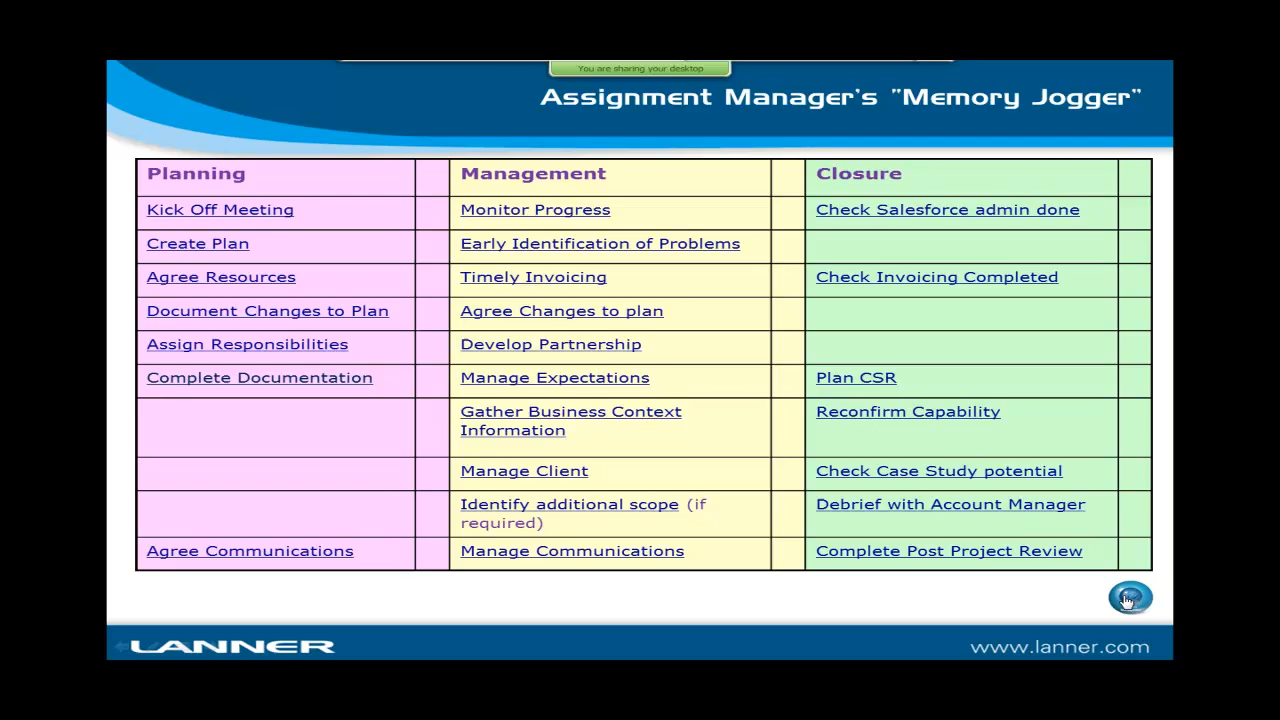 You are sharing your desktop
Assignment Manager's "Memory Jogger"
Planning Management Closure
Kick Off Meeting Monitor Progress Check Salesforce admin done
Create Plan Early Identification of Problems
Agree Resources Timely Invoicing Check Invoicing Completed
Document Changes to Plan Agree Changes to plan
Assign Responsibilities Develop Partnership
Complete Documentation Manage Expectations Plan CSR
Gather Business Context Reconfirm Capability
Information
Manage Client Check Case Study potential
Identify additional scope (if Debrief with Account Manager
required)
Agree Communications Manage Communications Complete Post Project Review
LANNER www.lanner.com